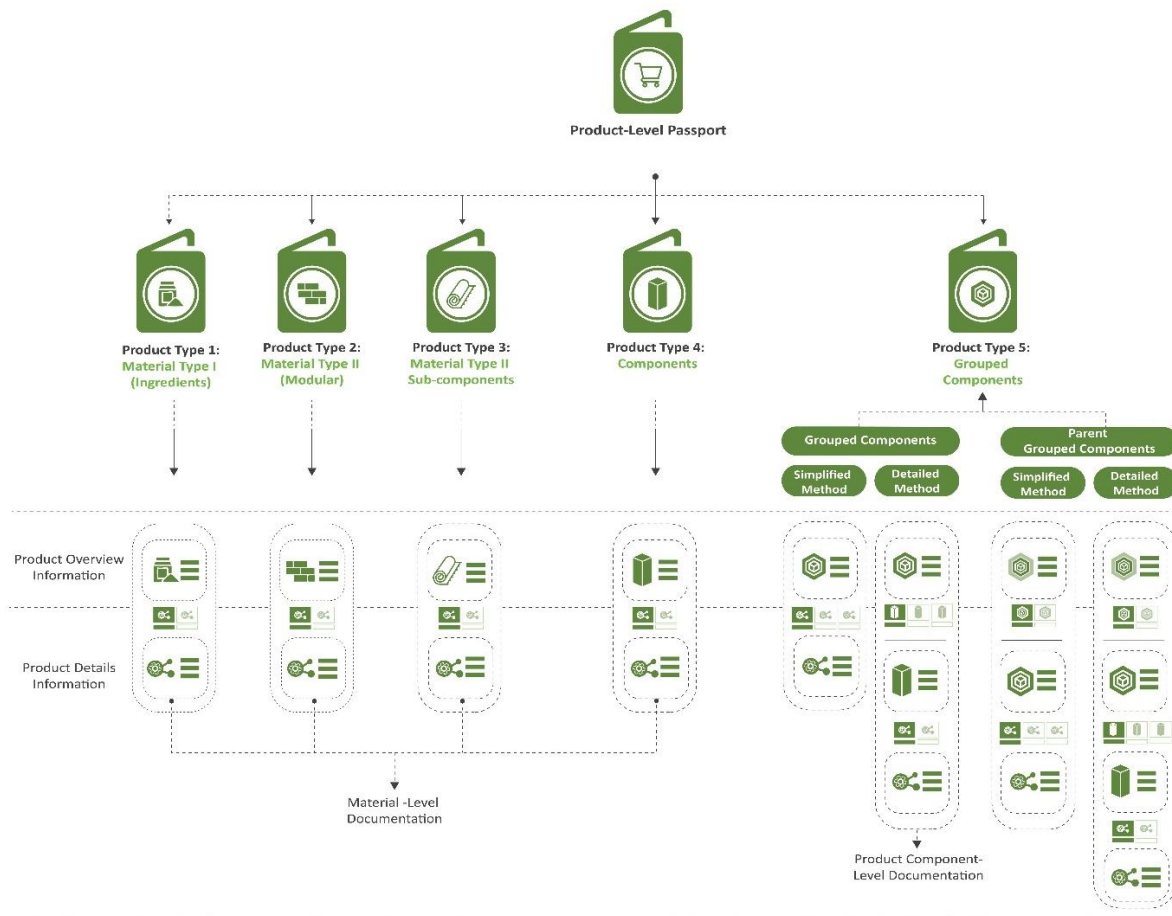 Product-Level Passport
Product Type 1:
Material Type I
(Ingredients)
Product Type 2:
Material Type II
(Modular)
Product Type 3:
Material Type II
Sub-components
Product Type 4:
Components
Product Type 5:
Grouped
Components
Grouped Components
Parent
Grouped Components
Simplified
Method
Detailed
Method
Simplified
Method
Detailed
Method
Product Overview
Information
Product Details
Information
Material -Level
Documentation
Product Component-
Level Documentation